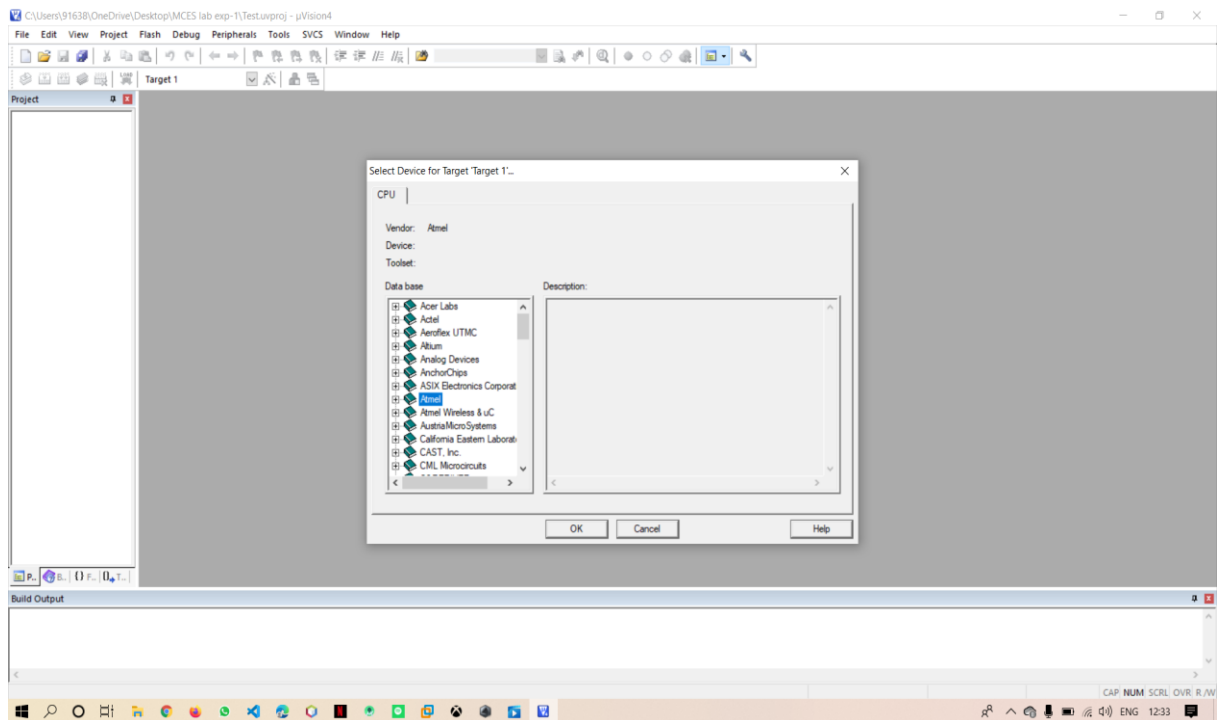 C:\Users\91638\OneDrive\Desktop\MCES lab exp-1\Test.uvproj - µVision4
File Edit View Project Flash Debug Peripherals Tools SVCS Window Help
Target 1
Project
Select Device for Target 'Target 1'...
CPU
Vendor: Atmel
Device:
Toolset:
Data base Description:
Acer Labs
Actel
Aeroflex UTMC
Altium
Analog Devices
AnchorChips
ASIX Electronics Corporat
Atmel
Atmel Wireless & uC
AustriaMicroSystems
California Eastern Laborat
CAST, Inc.
CML Microcircuits
OK Cancel Help
P... B... {} F... 0 T...
Build Output
CAP NUM SCRL OVR R/W
ENG 12:33